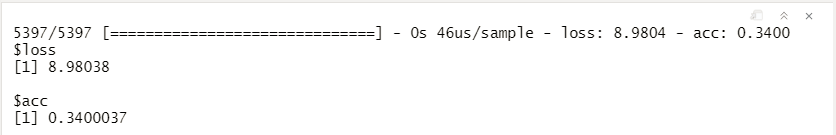 5397/5397 [==============================] - 0s 46us/sample - loss: 8.9804 - acc: 0.3400
$loss
[1] 8.98038
$acc
[1] 0.3400037